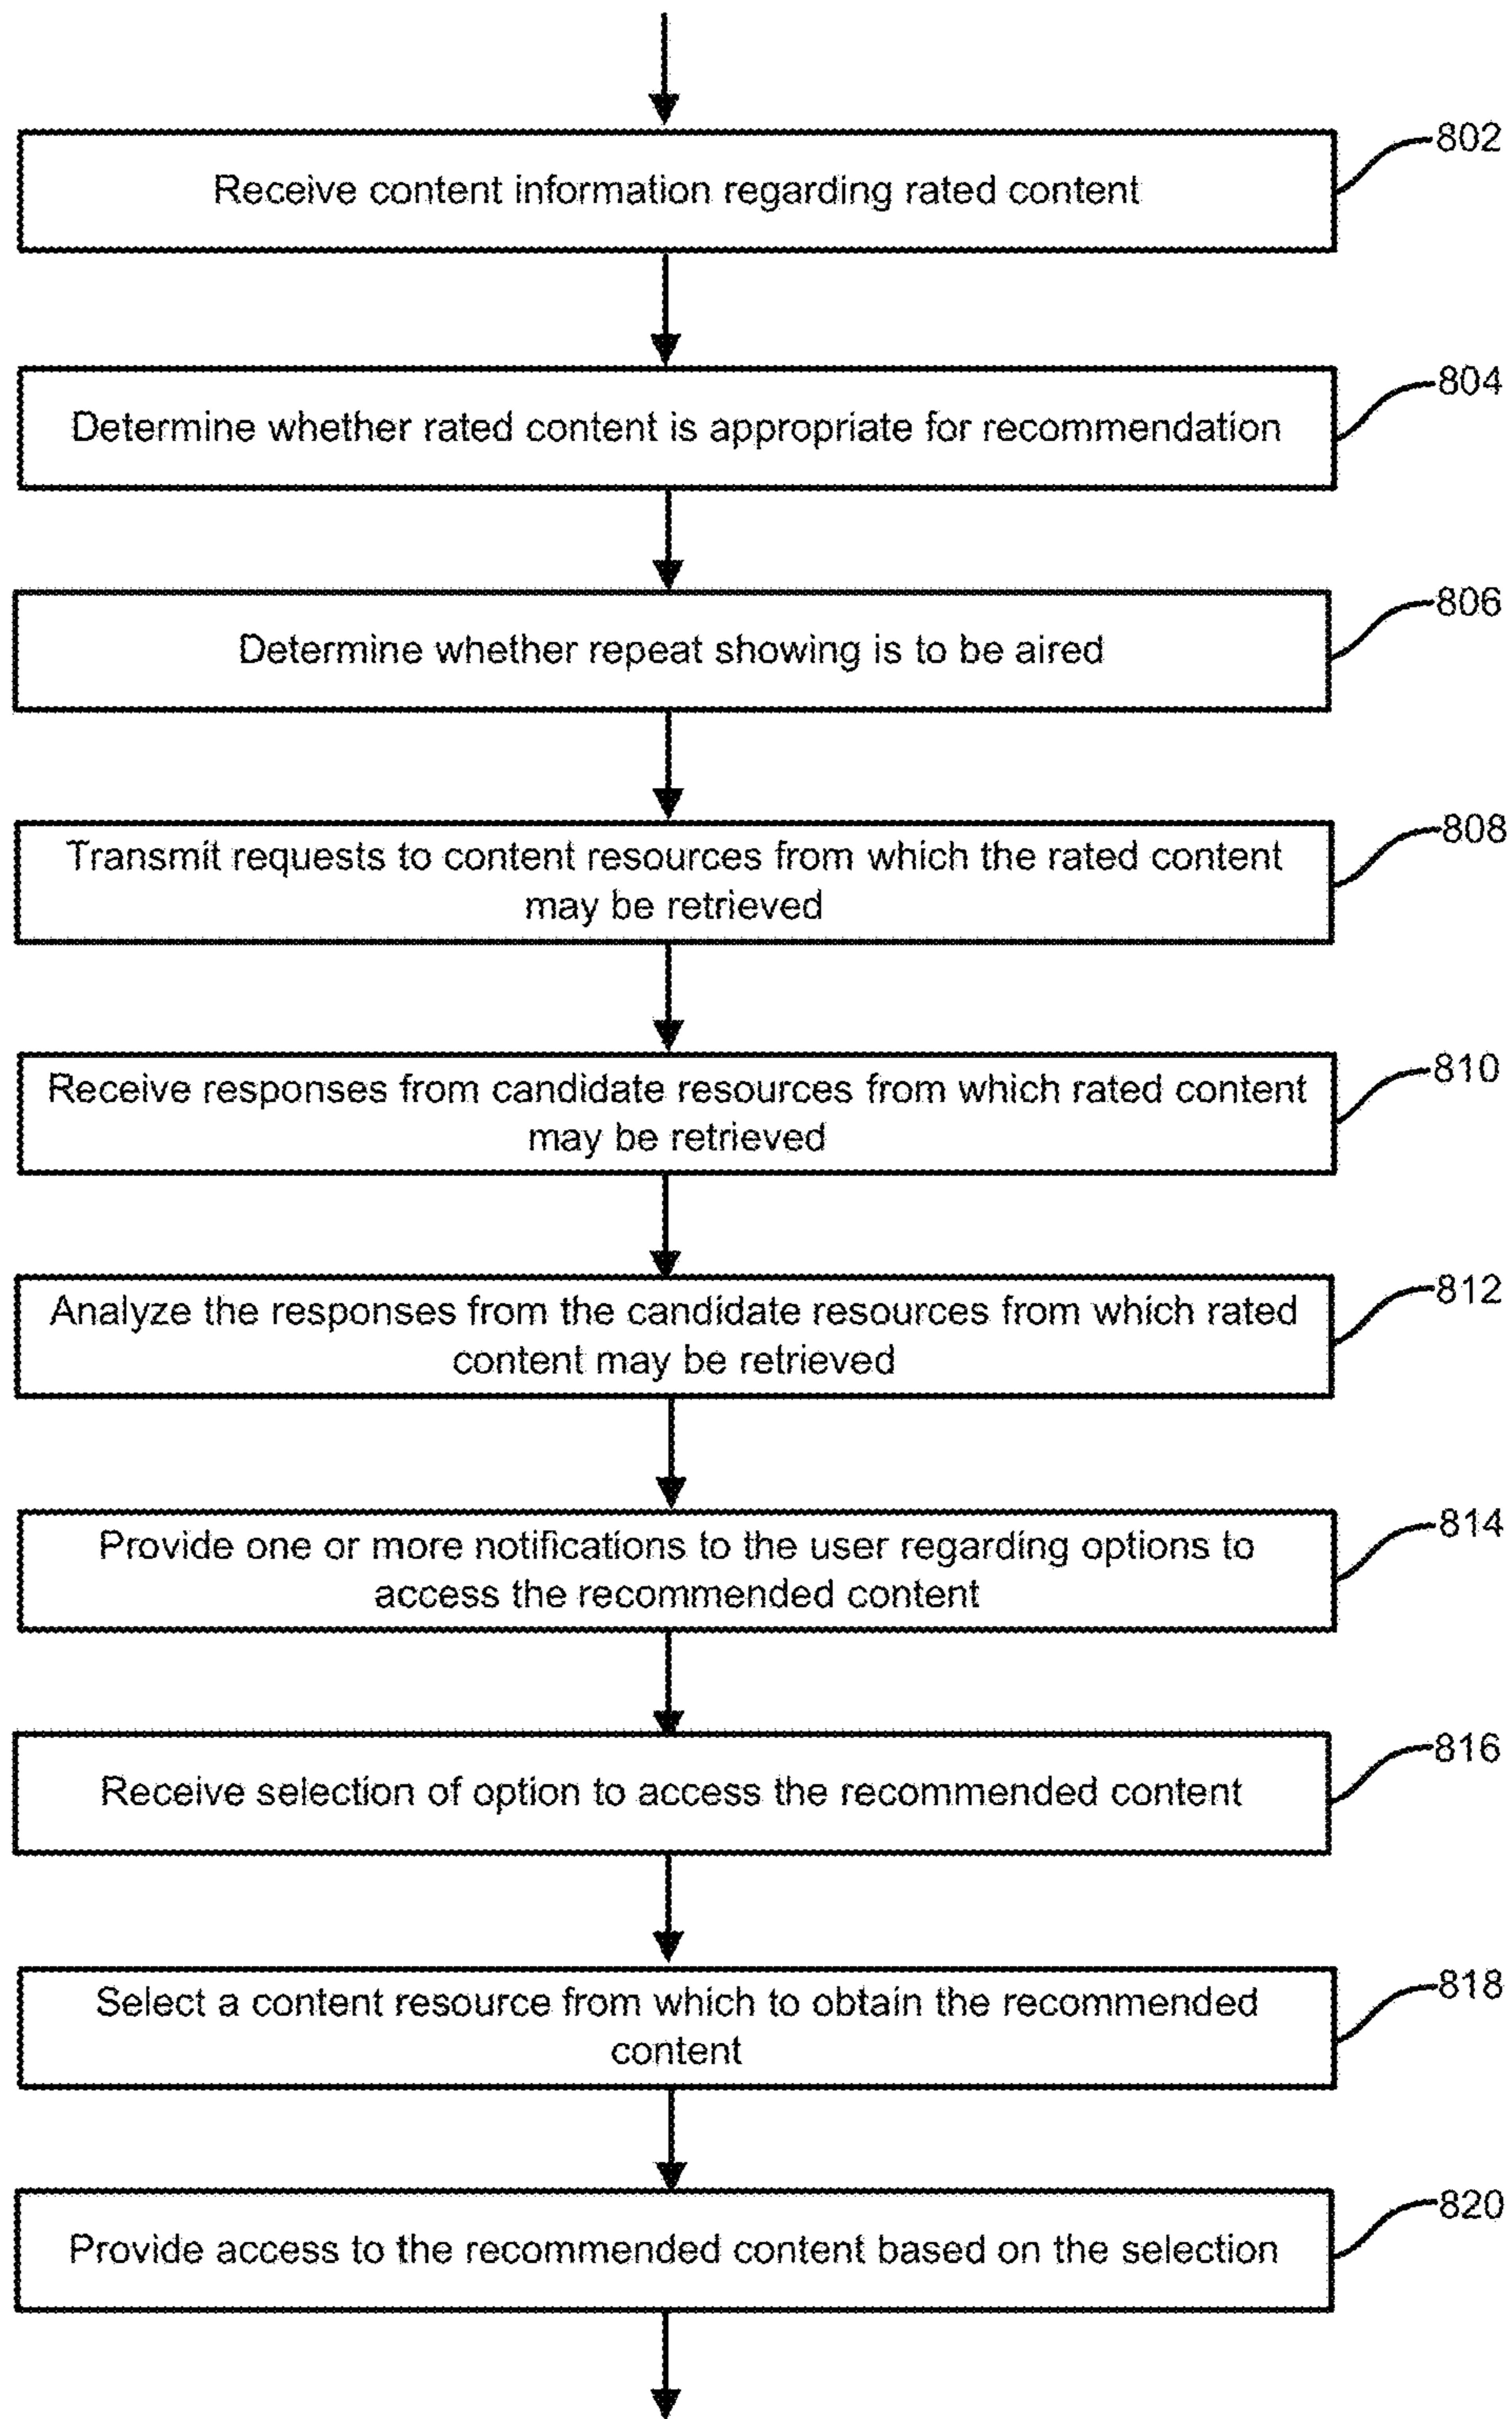 802
Receive content information regarding rated content
804
Determine whether rated content is appropriate for recommendation
806
Determine whether repeat showing is to be aired
808
Transmit requests to content resources from which the rated content
may be retrieved
810
Receive responses from candidate resources from which rated content
may be retrieved
812
Analyze the responses from the candidate resources from which rated
content may be retrieved
814
Provide one or more notifications to the user regarding options to
access the recommended content
816
Receive selection of option to access the recommended content
818
Select a content resource from which to obtain the recommended
content
820
Provide access to the recommended content based on the selection